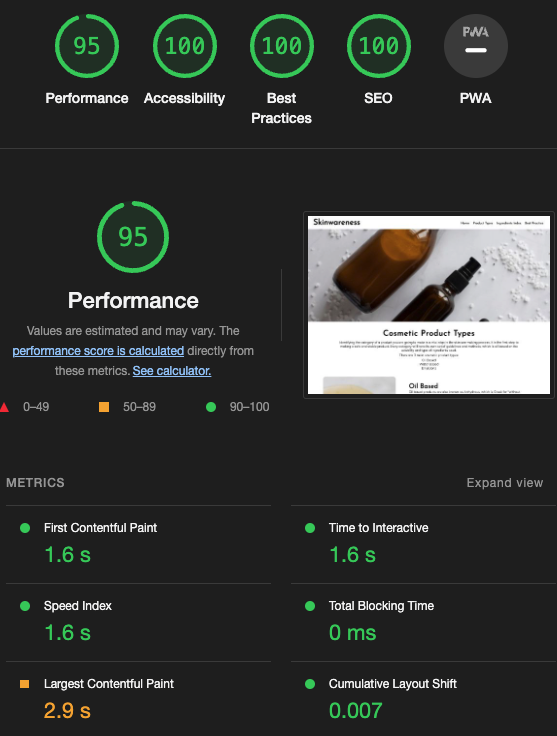 95 100 100 100 PWA
Performance Accessibility Best Practices SEO PWA
95
Performance
Values are estimated and may vary. The
performance score is calculated directly from
these metrics. See calculator.
0–49 50–89 90–100
Skinwareness
Home Product Types Ingredients Index Skin Types
Cosmetic Product Types
Oil Based
METRICS
Expand view
First Contentful Paint
1.6 s
Time to Interactive
1.6 s
Speed Index
1.6 s
Total Blocking Time
0 ms
Largest Contentful Paint
2.9 s
Cumulative Layout Shift
0.007